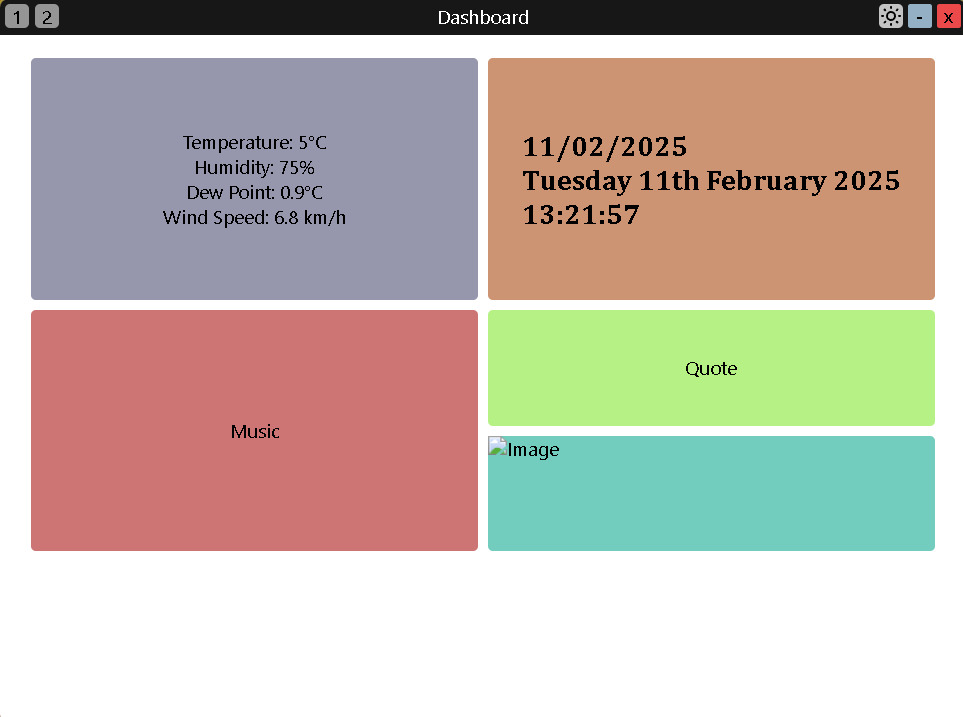 1 2 Dashboard - x
Temperature: 5°C
Humidity: 75%
Dew Point: 0.9°C
Wind Speed: 6.8 km/h
11/02/2025
Tuesday 11th February 2025
13:21:57
Music
Quote
Image